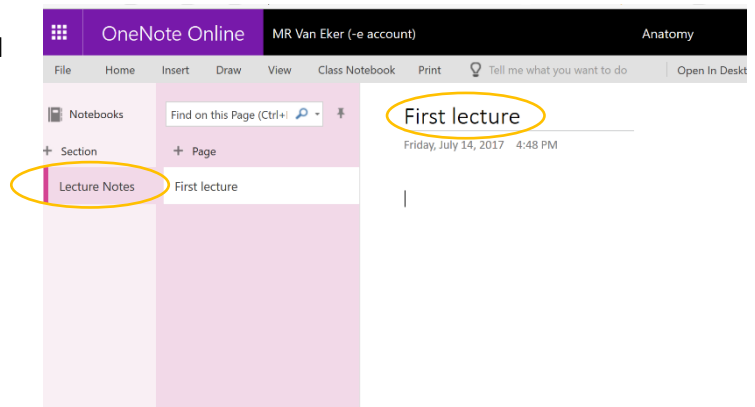 OneNote Online MR Van Eker (-e account) Anatomy
File Home Insert Draw View Class Notebook Print Tell me what you want to do Open In Deskt
Notebooks
Find on this Page (Ctrl+
First lecture
+ Section
+ Page
Friday, July 14, 2017 4:48 PM
Lecture Notes
First lecture